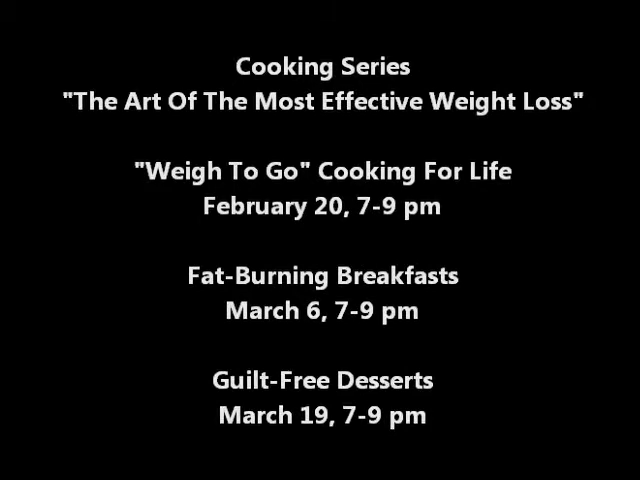 Cooking Series
"The Art Of The Most Effective Weight Loss"
"Weigh To Go" Cooking For Life
February 20, 7-9 pm
Fat-Burning Breakfasts
March 6, 7-9 pm
Guilt-Free Desserts
March 19, 7-9 pm